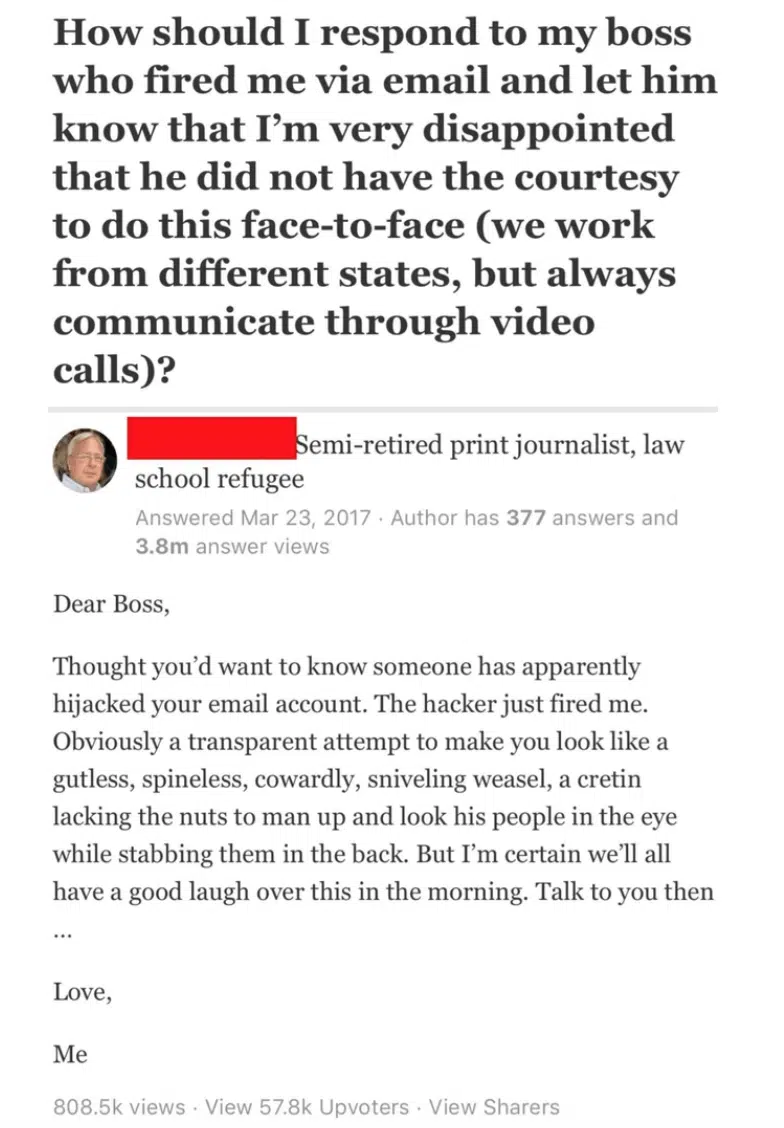 How should I respond to my boss
who fired me via email and let him
know that I’m very disappointed
that he did not have the courtesy
to do this face-to-face (we work
from different states, but always
communicate through video
calls)?
Semi-retired print journalist, law
school refugee
Answered Mar 23, 2017 · Author has 377 answers and
3.8m answer views
Dear Boss,
Thought you’d want to know someone has apparently
hijacked your email account. The hacker just fired me.
Obviously a transparent attempt to make you look like a
gutless, spineless, cowardly, sniveling weasel, a cretin
lacking the nuts to man up and look his people in the eye
while stabbing them in the back. But I’m certain we’ll all
have a good laugh over this in the morning. Talk to you then
...
Love,
Me
808.5k views · View 57.8k Upvoters · View Sharers